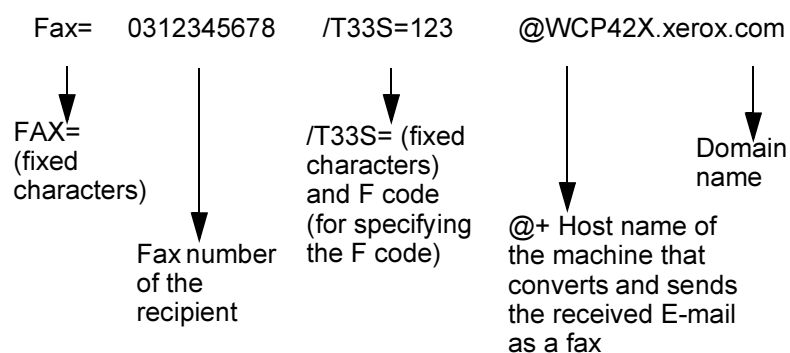 Fax= 0312345678 /T33S=123 @WCP42X.xerox.com
FAX=
(fixed
characters)
Fax number
of the
recipient
/T33S= (fixed
characters)
and F code
(for specifying
the F code)
@+ Host name of
the machine that
converts and sends
the received E-mail
as a fax
Domain
name